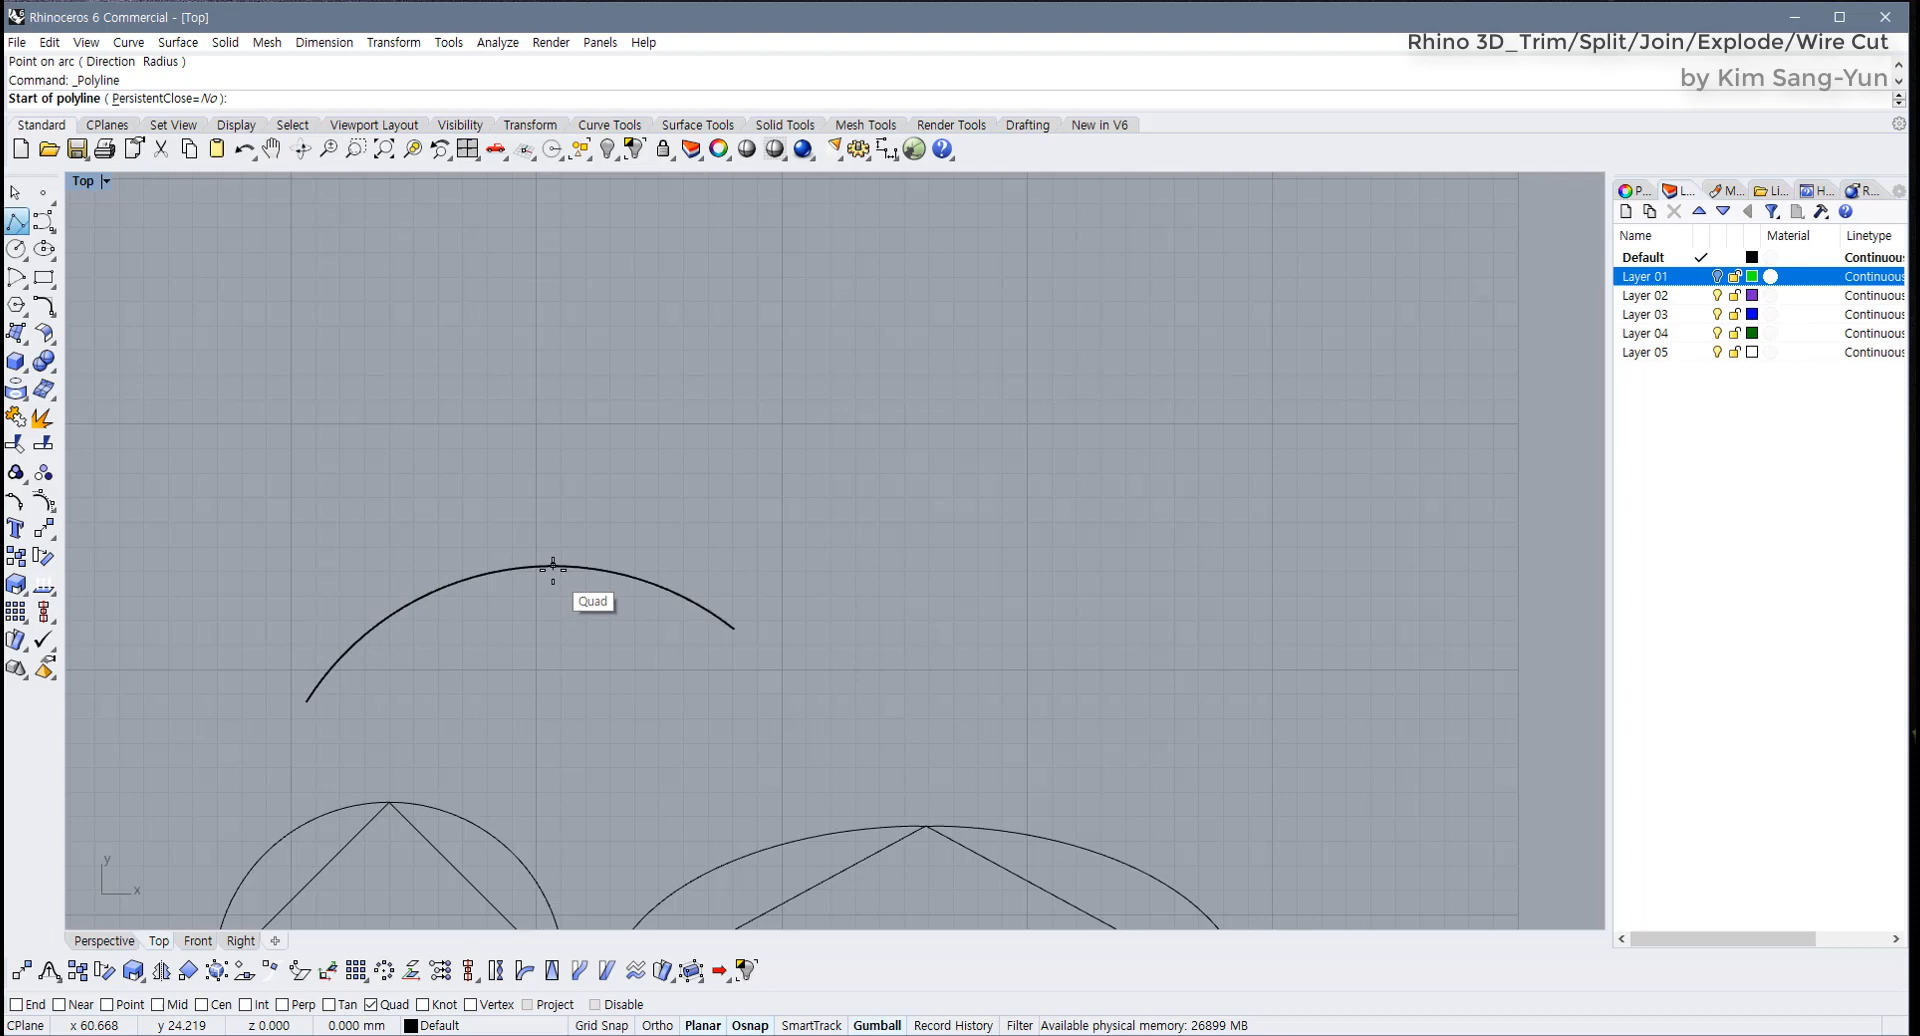 Rhinoceros 6 Commercial - [Top]
File Edit View Curve Surface Solid Mesh Dimension Transform Tools Analyze Render Panels Help
Rhino 3D_Trim/Split/Join/Explode/Wire Cut
by Kim Sang-Yun
Point on arc ( Direction Radius )
Command: _Polyline
Start of polyline ( PersistentClose=No ):
Standard CPlanes Set View Display Select Viewport Layout Visibility Transform Curve Tools Surface Tools Solid Tools Mesh Tools Render Tools Drafting New in V6
Top
P... L... M... Li... H... R...
Name Material Linetype
Default Continuous
Layer 01 Continuous
Layer 02 Continuous
Layer 03 Continuous
Layer 04 Continuous
Layer 05 Continuous
Quad
y
x
Perspective Top Front Right
End Near Point Mid Cen Int Perp Tan Quad Knot Vertex Project Disable
CPlane x 60.668 y 24.219 z 0.000 0.000 mm Default Grid Snap Ortho Planar Osnap SmartTrack Gumball Record History Filter Available physical memory: 26899 MB